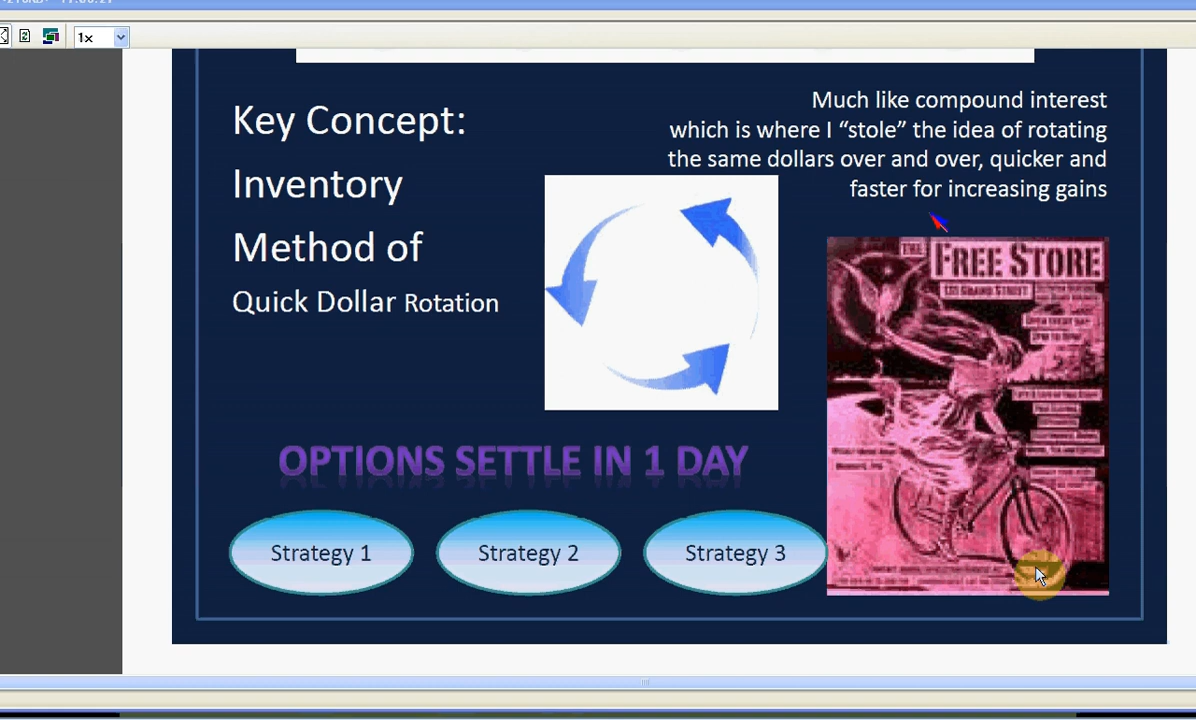 1x
Key Concept:
Inventory
Method of
Quick Dollar Rotation
Much like compound interest
which is where I “stole” the idea of rotating
the same dollars over and over, quicker and
faster for increasing gains
THE
FREE STORE
OPTIONS SETTLE IN 1 DAY
Strategy 1
Strategy 2
Strategy 3